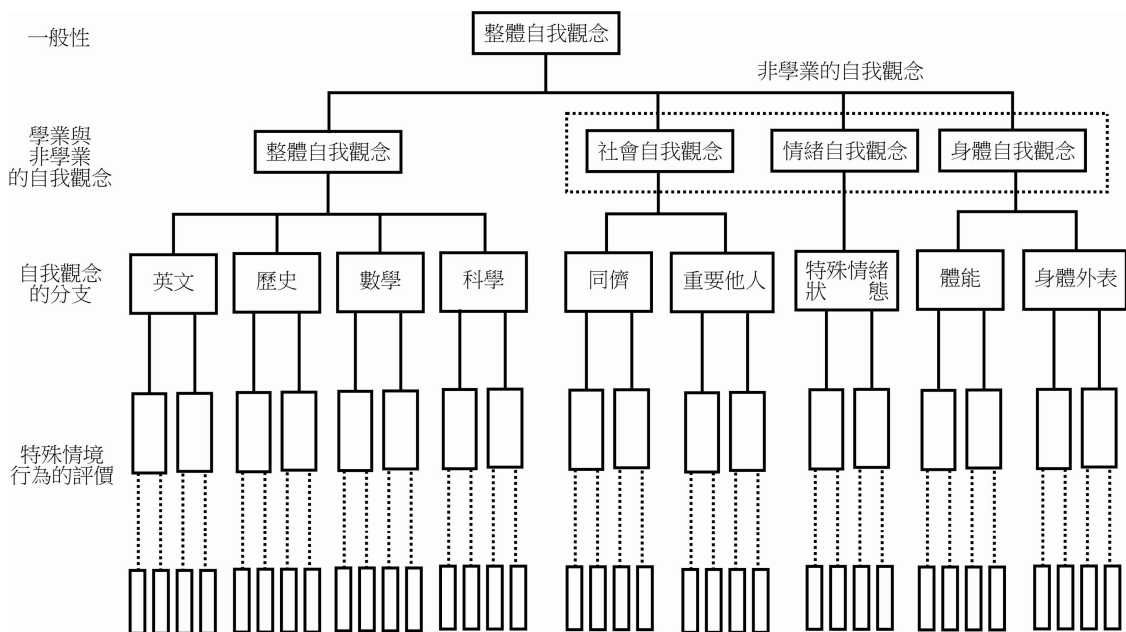 一般性
整體自我觀念
非學業的自我觀念
學業與
非學業
的自我觀念
整體自我觀念
社會自我觀念
情緒自我觀念
身體自我觀念
自我觀念
的分支
英文
歷史
數學
科學
同儕
重要他人
特殊情緒
狀態
體能
身體外表
特殊情境
行為的評價